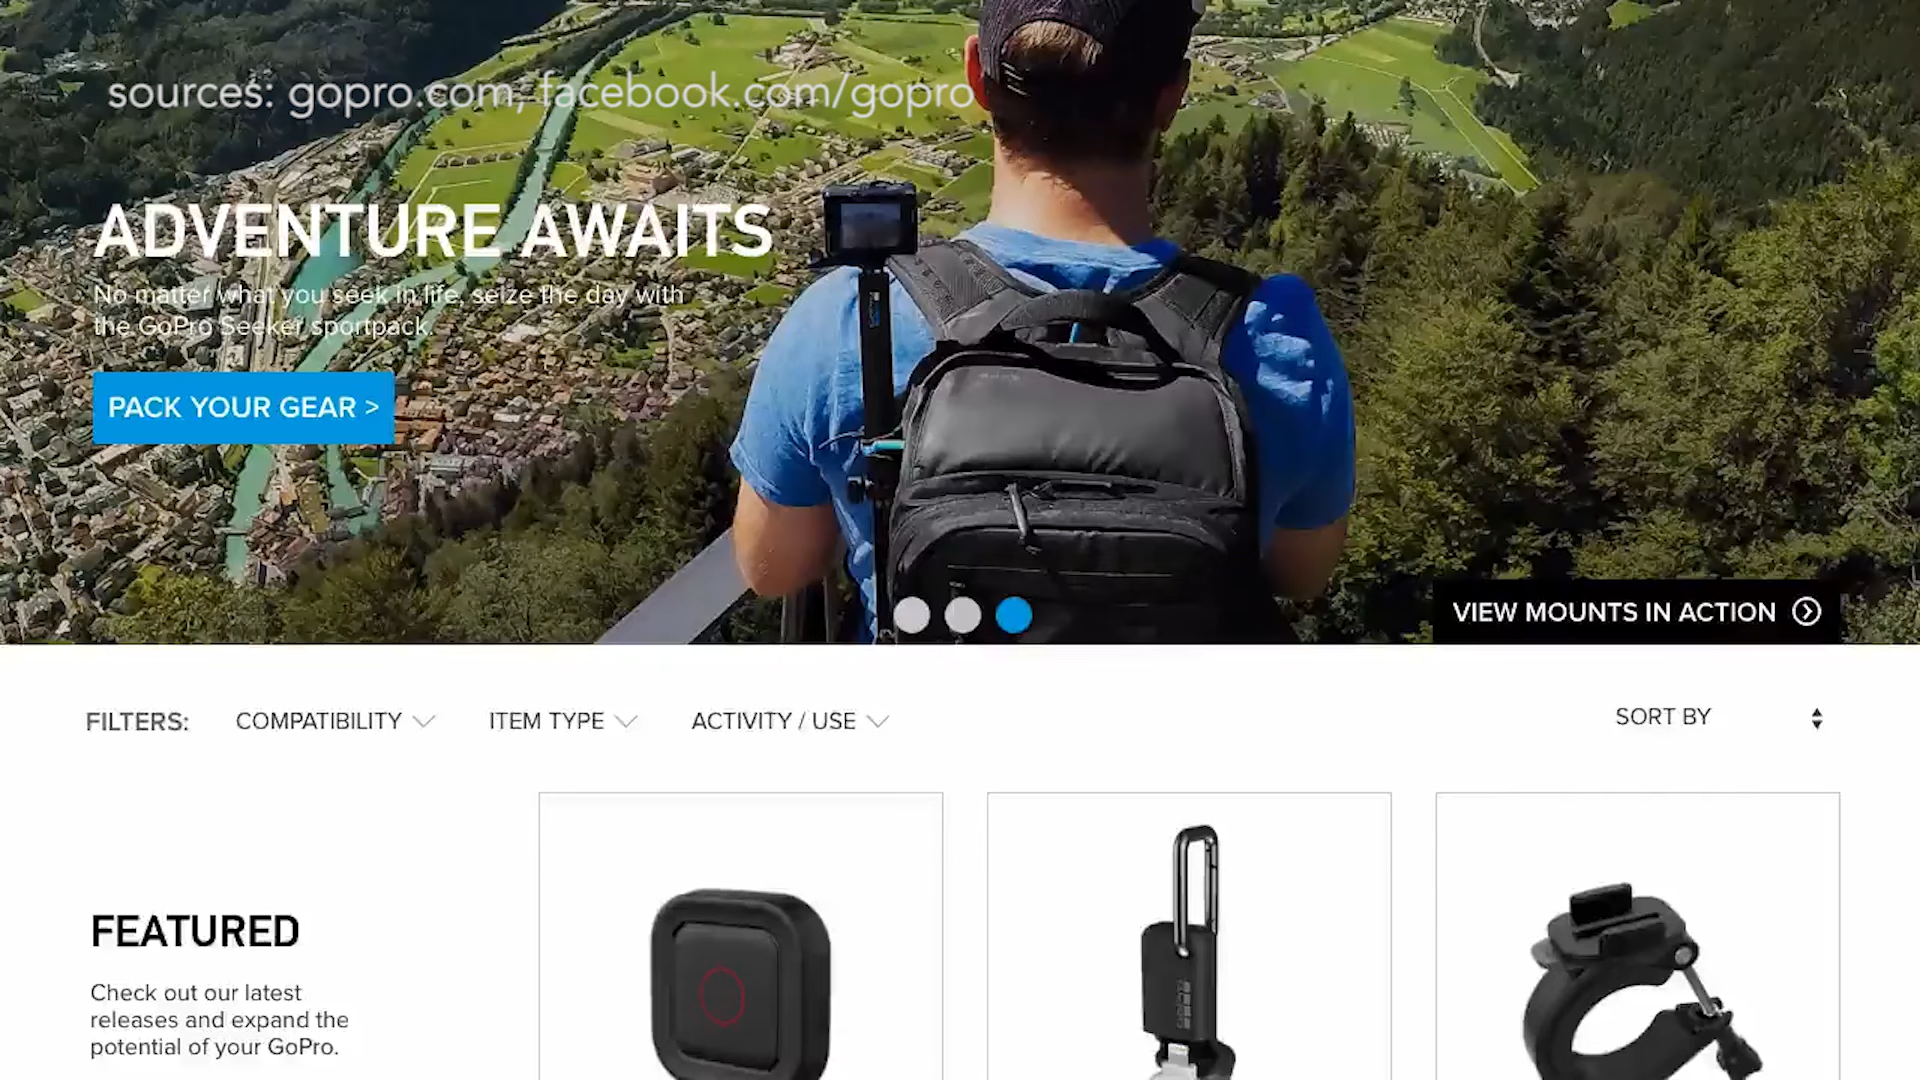 sources: gopro.com, facebook.com/gopro
ADVENTURE AWAITS
No matter what you seek in life, seize the day with
the GoPro Seeker sportpack.
PACK YOUR GEAR >
VIEW MOUNTS IN ACTION
FILTERS:
COMPATIBILITY
ITEM TYPE
ACTIVITY / USE
SORT BY
FEATURED
Check out our latest
releases and expand the
potential of your GoPro.
GoPro